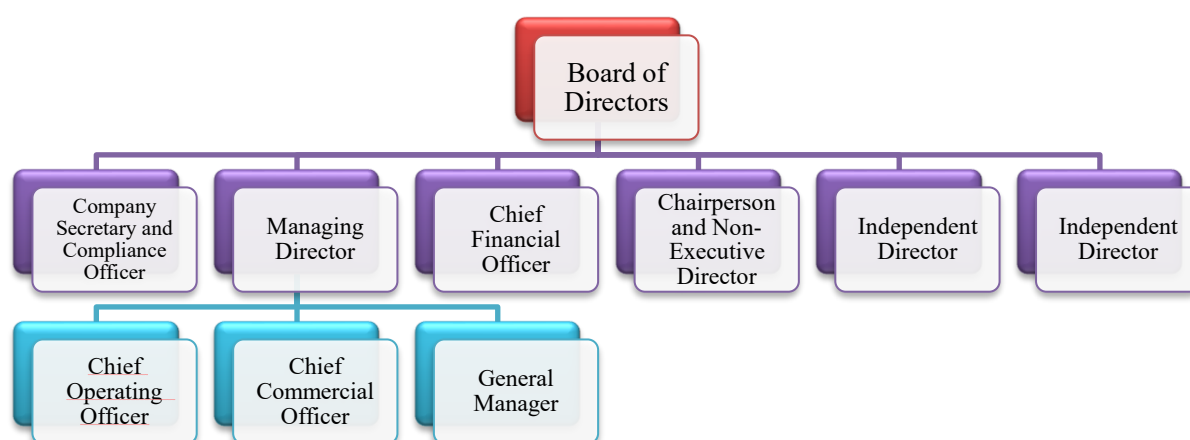 Board of
Directors
Company
Secretary and
Compliance
Officer
Managing
Director
Chief
Financial
Officer
Chairperson
and Non-
Executive
Director
Independent
Director
Independent
Director
Chief
Operating
Officer
Chief
Commercial
Officer
General
Manager